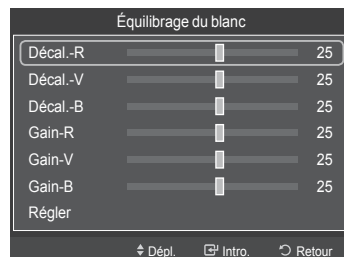 Équilibrage du blanc
Décal.-R 25
Décal.-V 25
Décal.-B 25
Gain-R 25
Gain-V 25
Gain-B 25
Régler
Dépl. Intro. Retour